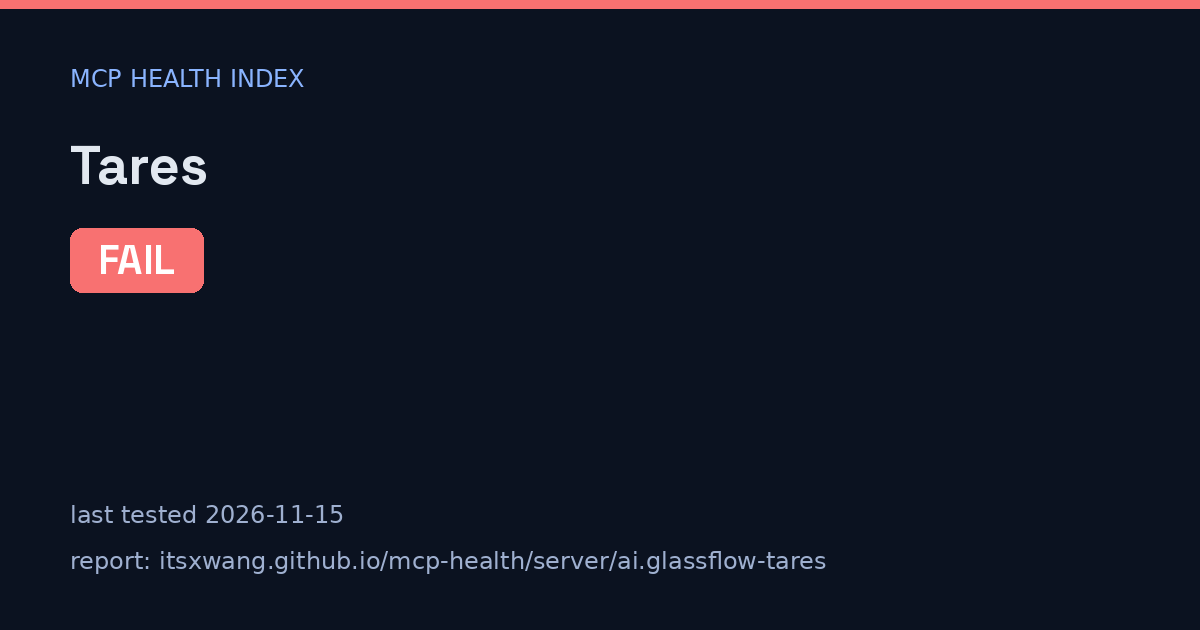 MCP HEALTH INDEX
Tares
FAIL
last tested 2026-11-15
report: itsxwang.github.io/mcp-health/server/ai.glassflow-tares